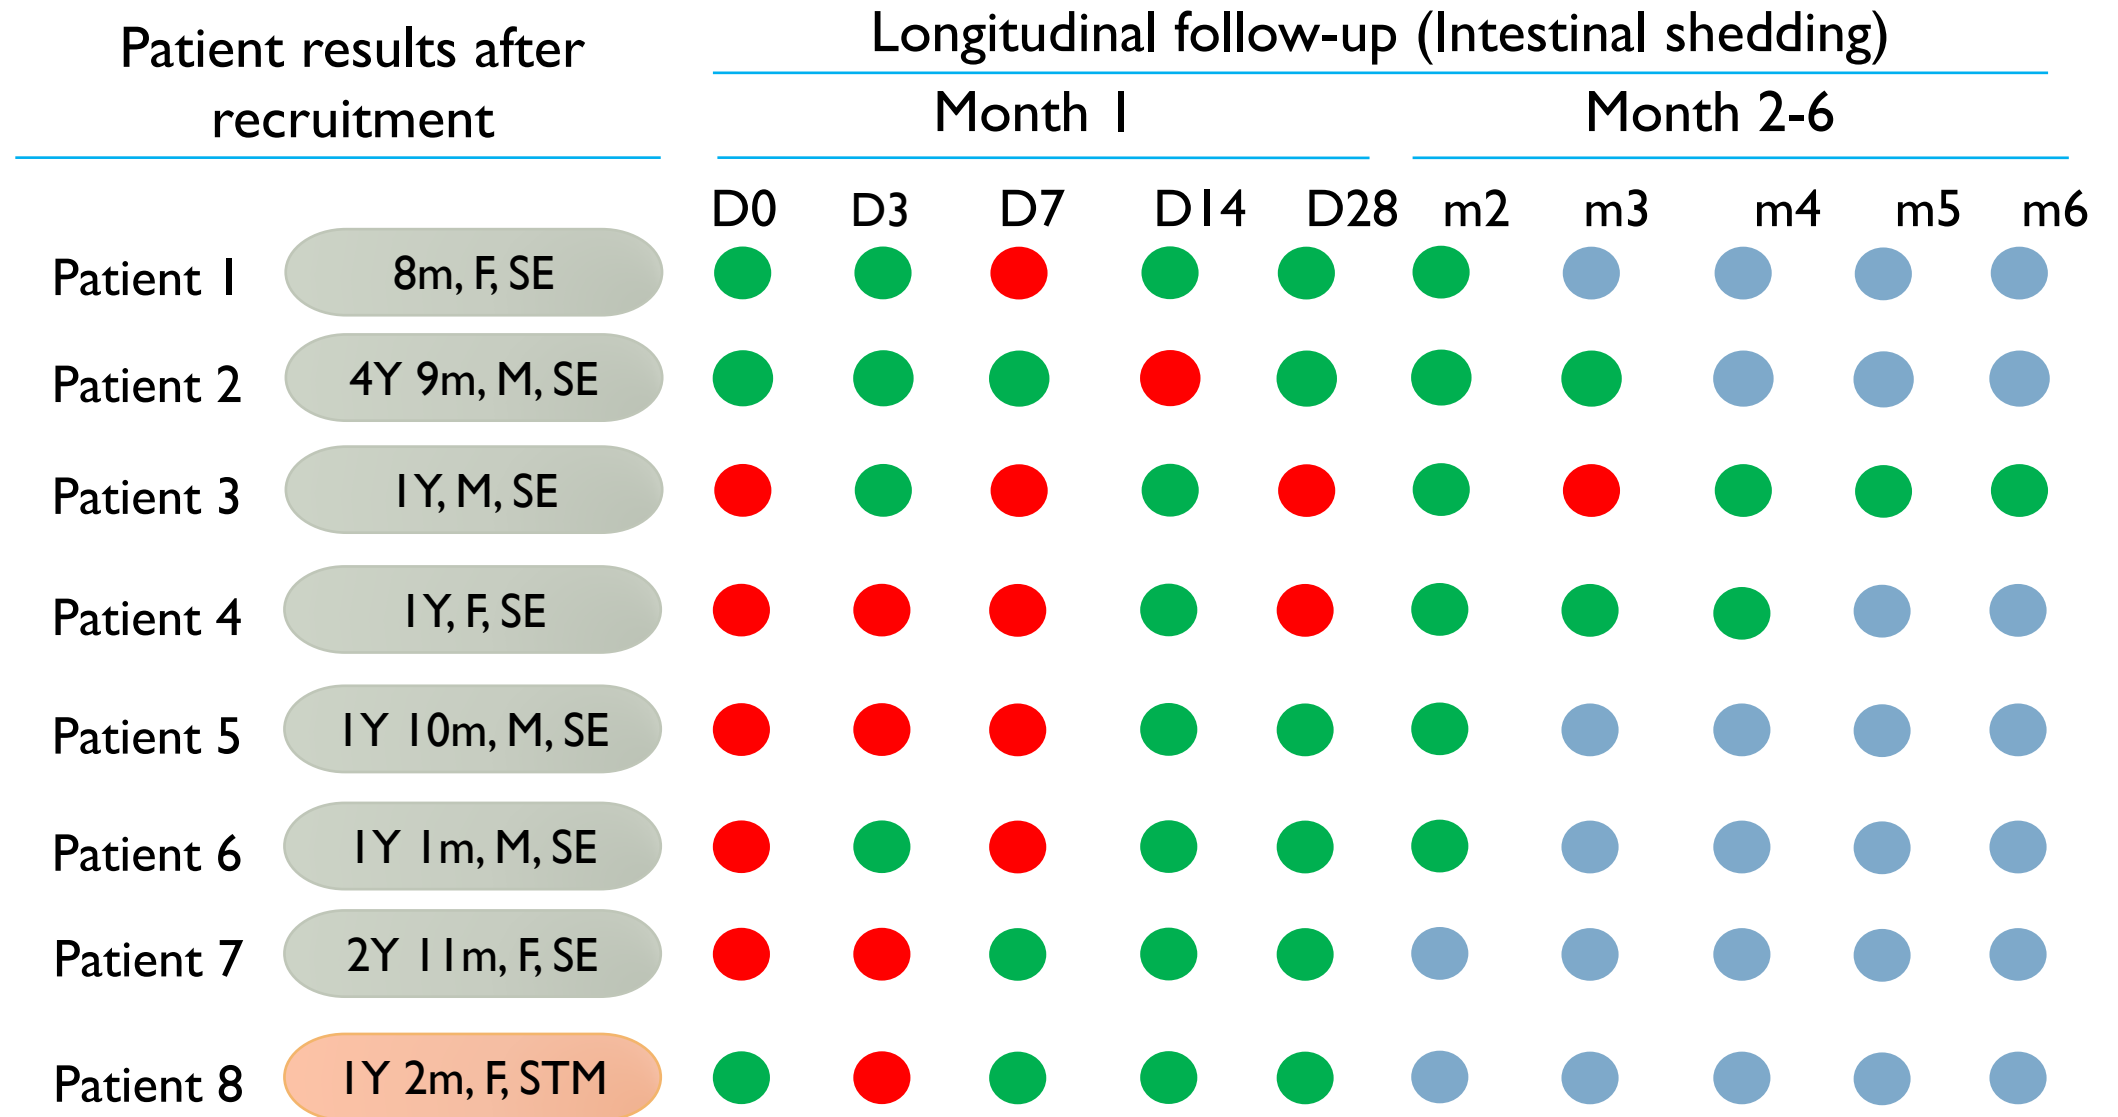 Patient results after
recruitment
Longitudinal follow-up (Intestinal shedding)
Month 1
Month 2-6
D0 D3 D7 D14 D28 m2 m3 m4 m5 m6
Patient 1 8m, F, SE
Patient 2 4Y 9m, M, SE
Patient 3 1Y, M, SE
Patient 4 1Y, F, SE
Patient 5 1Y 10m, M, SE
Patient 6 1Y 1m, M, SE
Patient 7 2Y 11m, F, SE
Patient 8 1Y 2m, F, STM